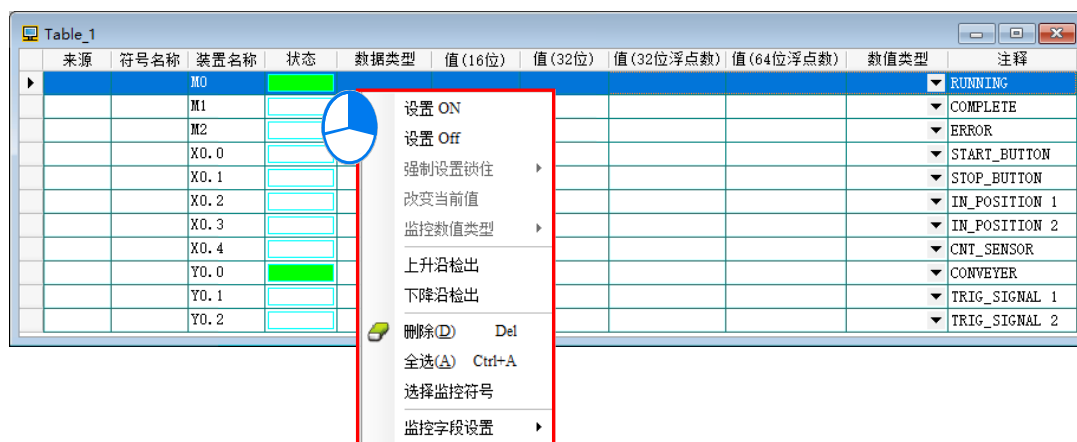 Table_1
来源 符号名称 装置名称 状态 数据类型 值(16位) 值(32位) 值(32位浮点数) 值(64位浮点数) 数值类型 注释
M0 RUNNING
M1 COMPLETE
M2 ERROR
X0.0 START_BUTTON
X0.1 STOP_BUTTON
X0.2 IN_POSITION 1
X0.3 IN_POSITION 2
X0.4 CNT_SENSOR
Y0.0 CONVEYER
Y0.1 TRIG_SIGNAL 1
Y0.2 TRIG_SIGNAL 2
设置 ON
设置 Off
强制设置锁住
改变当前值
监控数值类型
上升沿检出
下降沿检出
删除(D) Del
全选(A) Ctrl+A
选择监控符号
监控字段设置